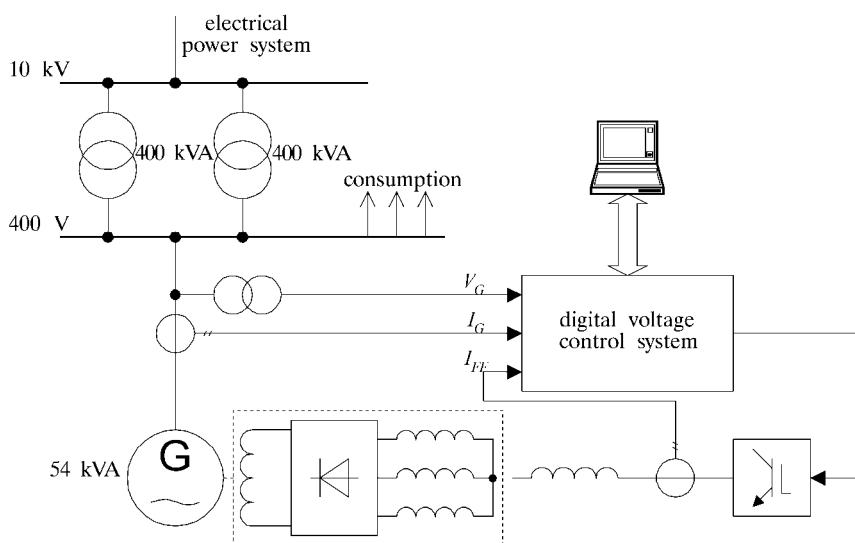 electrical
power system
10 kV
400 kVA
400 kVA
consumption
400 V
V_G
I_G
digital voltage
control system
I_FF
54 kVA
G